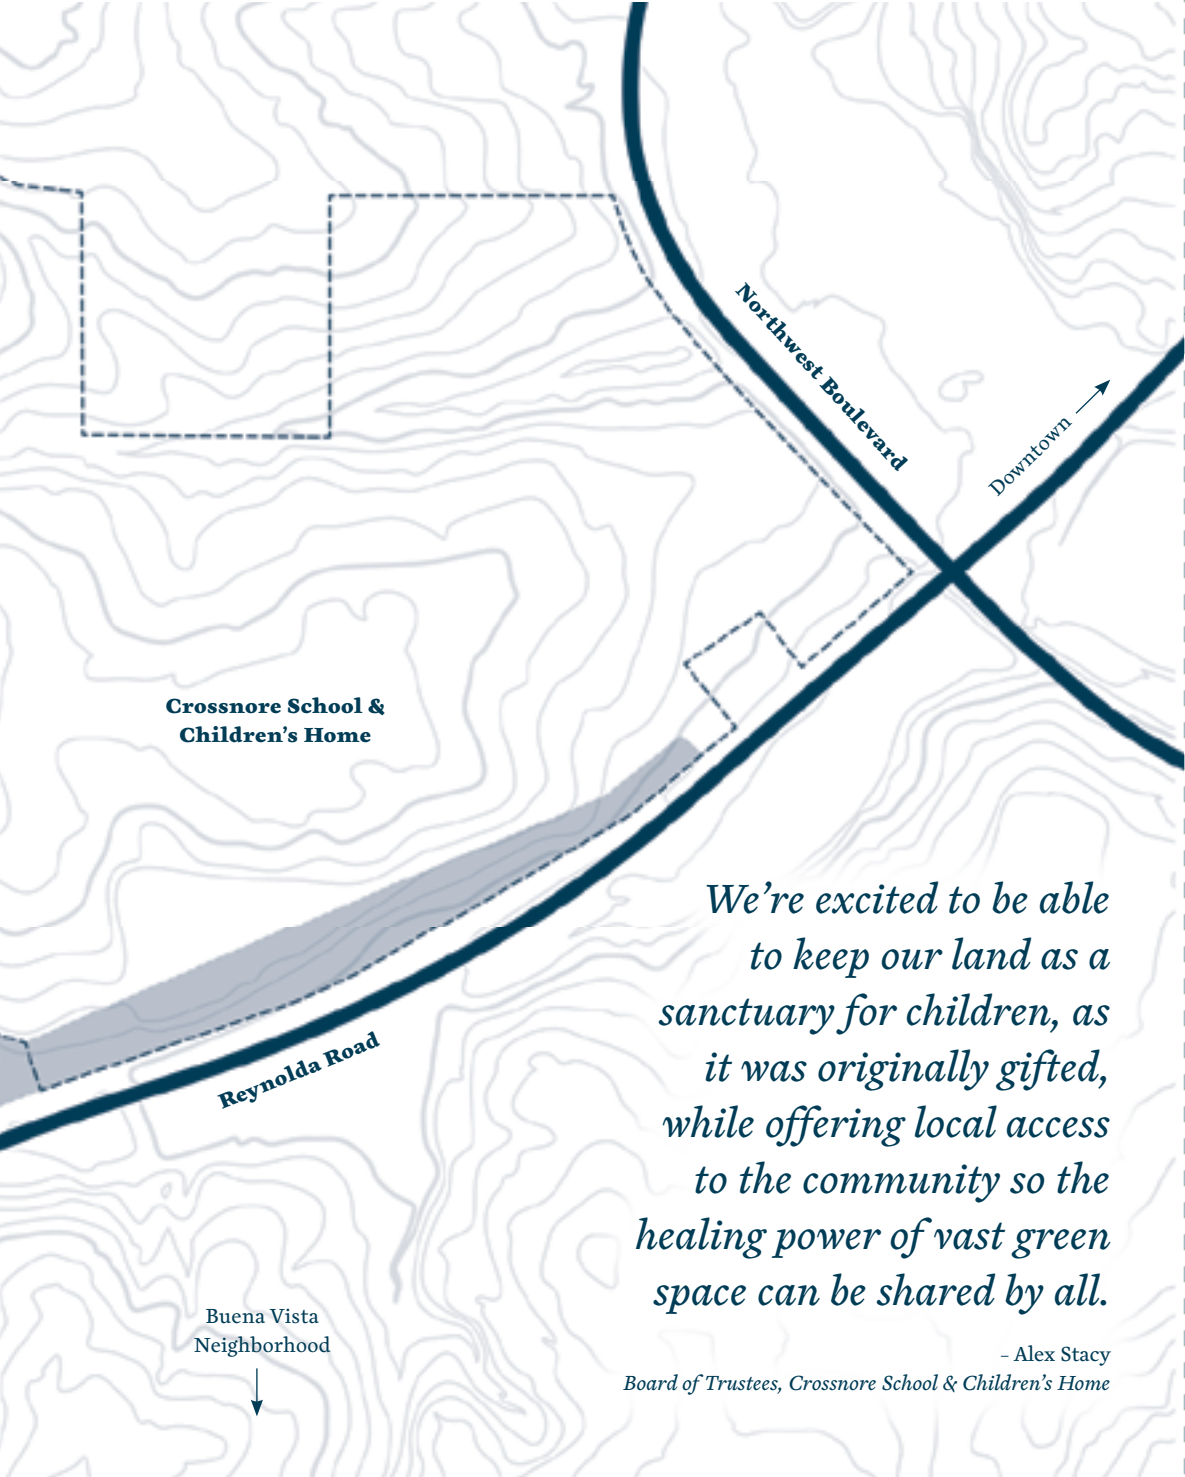 Northwest Boulevard
Downtown
Crossnore School &
Children’s Home
We’re excited to be able
to keep our land as a
sanctuary for children, as
it was originally gifted,
while offering local access
to the community so the
healing power of vast green
space can be shared by all.
– Alex Stacy
Board of Trustees, Crossnore School & Children’s Home
Reynolda Road
Buena Vista
Neighborhood